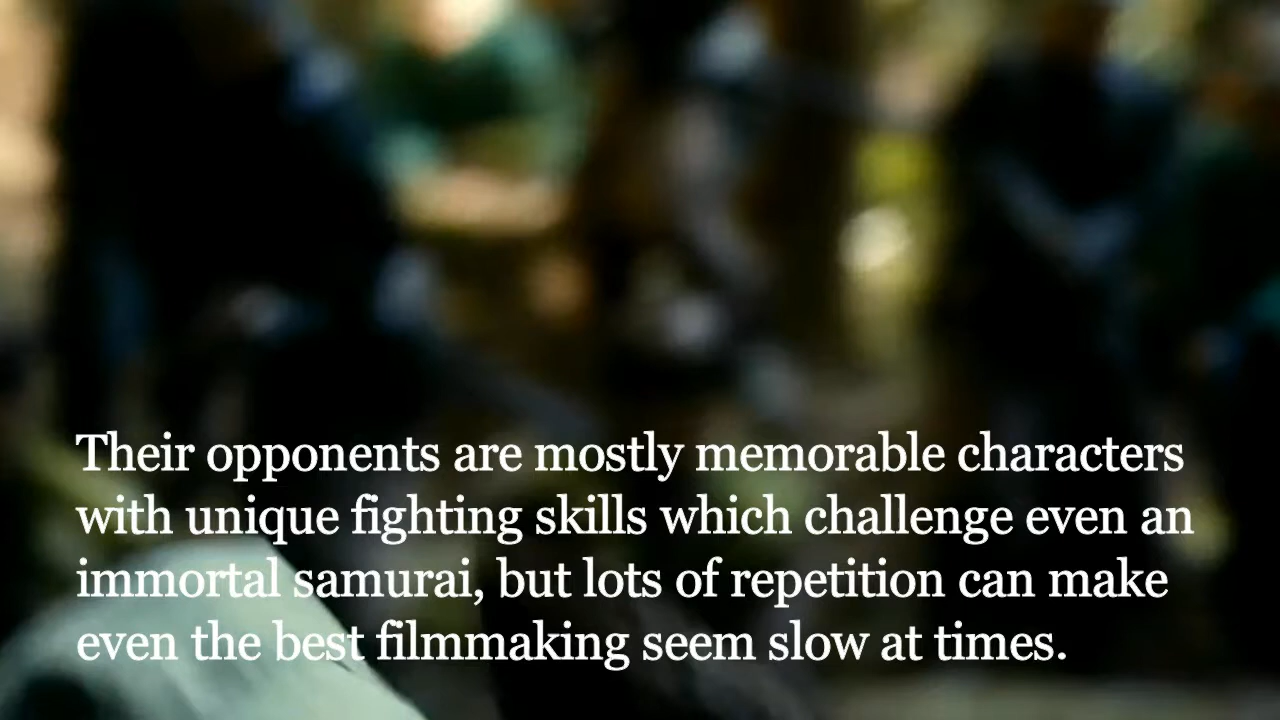 Their opponents are mostly memorable characters
with unique fighting skills which challenge even an
immortal samurai, but lots of repetition can make
even the best filmmaking seem slow at times.